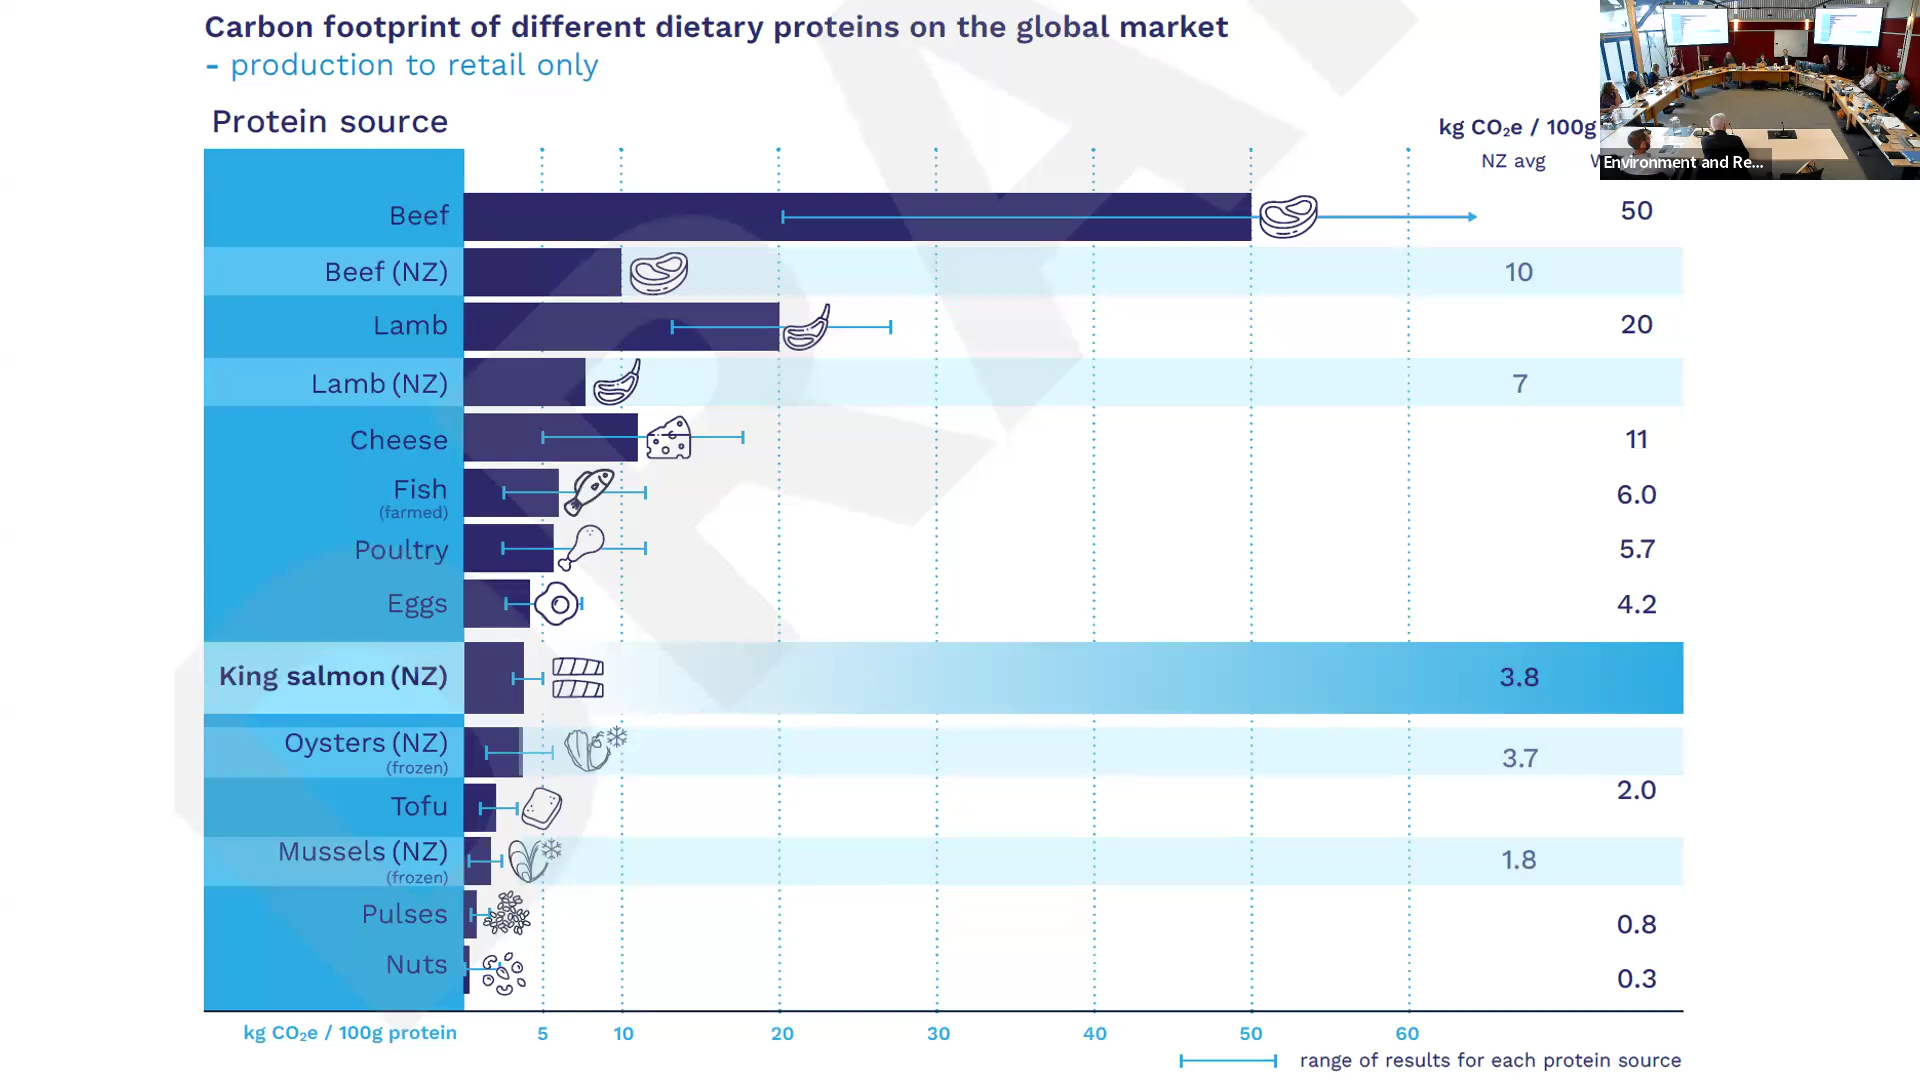 Carbon footprint of different dietary proteins on the global market
- production to retail only
Protein source
kg CO₂e / 100g
NZ avg
Environment and Re...
Beef 50
Beef (NZ) 10
Lamb 20
Lamb (NZ) 7
Cheese 11
Fish 6.0
(farmed)
Poultry 5.7
Eggs 4.2
King salmon (NZ) 3.8
Oysters (NZ) 3.7
(frozen)
Tofu 2.0
Mussels (NZ) 1.8
(frozen)
Pulses 0.8
Nuts 0.3
kg CO₂e / 100g protein 5 10 20 30 40 50 60
range of results for each protein source